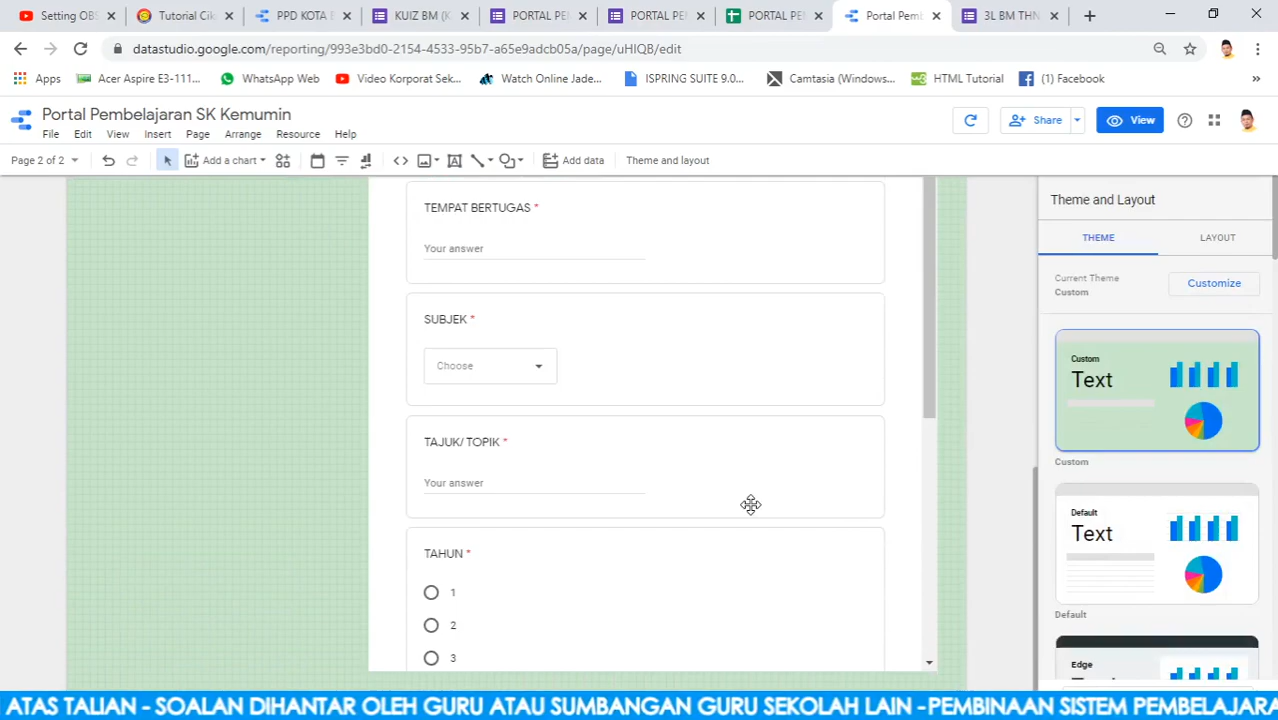 Setting OBS
Tutorial Cik
PPD KOTA B
KUIZ BM (K
PORTAL PEI
PORTAL PE
PORTAL PE
Portal Pemb
3L BM THN
datastudio.google.com/reporting/993e3bd0-2154-4533-95b7-a65e9adcb05a/page/uHIQB/edit
Apps
Acer Aspire E3-111...
WhatsApp Web
Video Korporat Sek...
Watch Online Jade...
ISPRING SUITE 9.0...
Camtasia (Windows...
HTML Tutorial
(1) Facebook
Portal Pembelajaran SK Kemumin
File Edit View Insert Page Arrange Resource Help
Share
View
Page 2 of 2
Add a chart
Add data
Theme and layout
TEMPAT BERTUGAS *
Your answer
SUBJEK *
Choose
TAJUK/ TOPIK *
Your answer
TAHUN *
1
2
3
Theme and Layout
THEME
LAYOUT
Current Theme
Custom
Customize
Custom
Text
Custom
Default
Text
Default
Edge
ATAS TALIAN - SOALAN DIHANTAR OLEH GURU ATAU SUMBANGAN GURU SEKOLAH LAIN - PEMBINAAN SISTEM PEMBELAJARA